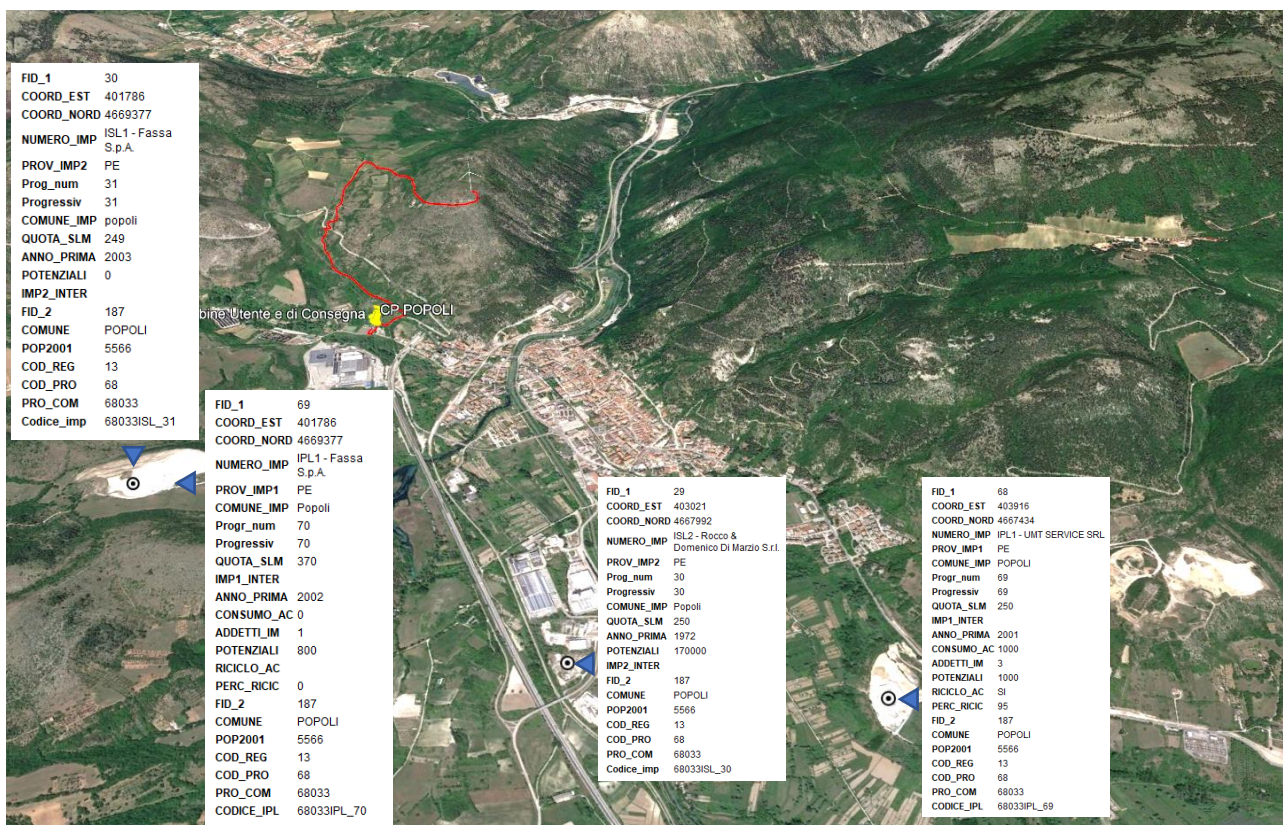 FID_1 30
COORD_EST 401786
COORD_NORD 4669377
NUMERO_IMP ISL1 - Fassa
S.p.A.
PROV_IMP2 PE
Prog_num 31
Progressiv 31
COMUNE_IMP popoli
QUOTA_SLM 249
ANNO_PRIMA 2003
POTENZIALI 0
IMP2_INTER
FID_2 187
COMUNE POPOLI
POP2001 5566
COD_REG 13
COD_PRO 68
PRO_COM 68033
Codice_imp 68033ISL_31
bine Utente e di Consegna CP POPOLI
FID_1 69
COORD_EST 401786
COORD_NORD 4669377
NUMERO_IMP IPL1 - Fassa
S.p.A.
PROV_IMP1 PE
COMUNE_IMP Popoli
Progr_num 70
Progressiv 70
QUOTA_SLM 370
IMP1_INTER
ANNO_PRIMA 2002
CONSUMO_AC 0
ADDETTI_IM 1
POTENZIALI 800
RICICLO_AC
PERC_RICIC 0
FID_2 187
COMUNE POPOLI
POP2001 5566
COD_REG 13
COD_PRO 68
PRO_COM 68033
CODICE_IPL 68033IPL_70
FID_1 29
COORD_EST 403021
COORD_NORD 4667992
NUMERO_IMP ISL2 - Rocco &
Domenico Di Marzio S.r.l.
PROV_IMP2 PE
Prog_num 30
Progressiv 30
COMUNE_IMP Popoli
QUOTA_SLM 250
ANNO_PRIMA 1972
POTENZIALI 170000
IMP2_INTER
FID_2 187
COMUNE POPOLI
POP2001 5566
COD_REG 13
COD_PRO 68
PRO_COM 68033
Codice_imp 68033ISL_30
FID_1 68
COORD_EST 403916
COORD_NORD 4667434
NUMERO_IMP IPL1 - UMT SERVICE SRL
PROV_IMP1 PE
COMUNE_IMP POPOLI
Progr_num 69
Progressiv 69
QUOTA_SLM 250
IMP1_INTER
ANNO_PRIMA 2001
CONSUMO_AC 1000
ADDETTI_IM 3
POTENZIALI 1000
RICICLO_AC SI
PERC_RICIC 95
FID_2 187
COMUNE POPOLI
POP2001 5566
COD_REG 13
COD_PRO 68
PRO_COM 68033
CODICE_IPL 68033IPL_69